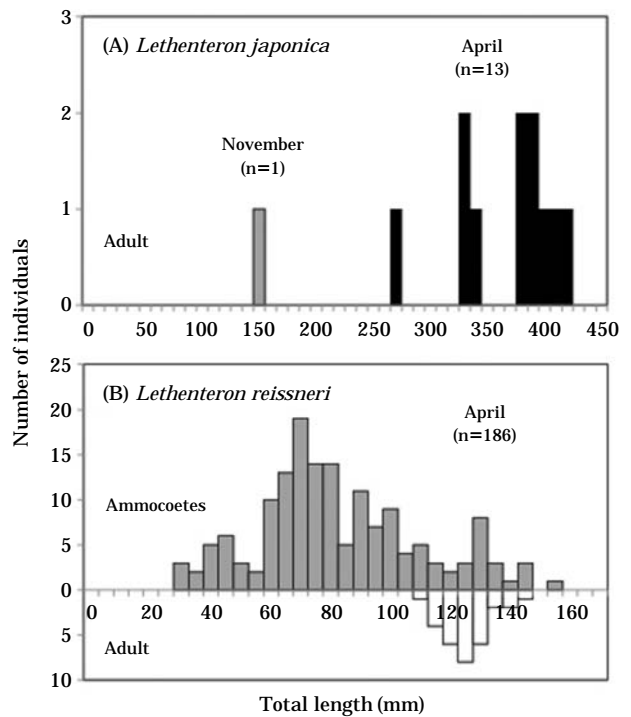 (A) Lethenteron japonica
April
(n=13)
November
(n=1)
Adult
3
2
1
0
0 50 100 150 200 250 300 350 400 450
Number of individuals
(B) Lethenteron reissneri
April
(n=186)
Ammocoetes
Adult
25
20
15
10
5
0
5
10
0 20 40 60 80 100 120 140 160
Total length (mm)